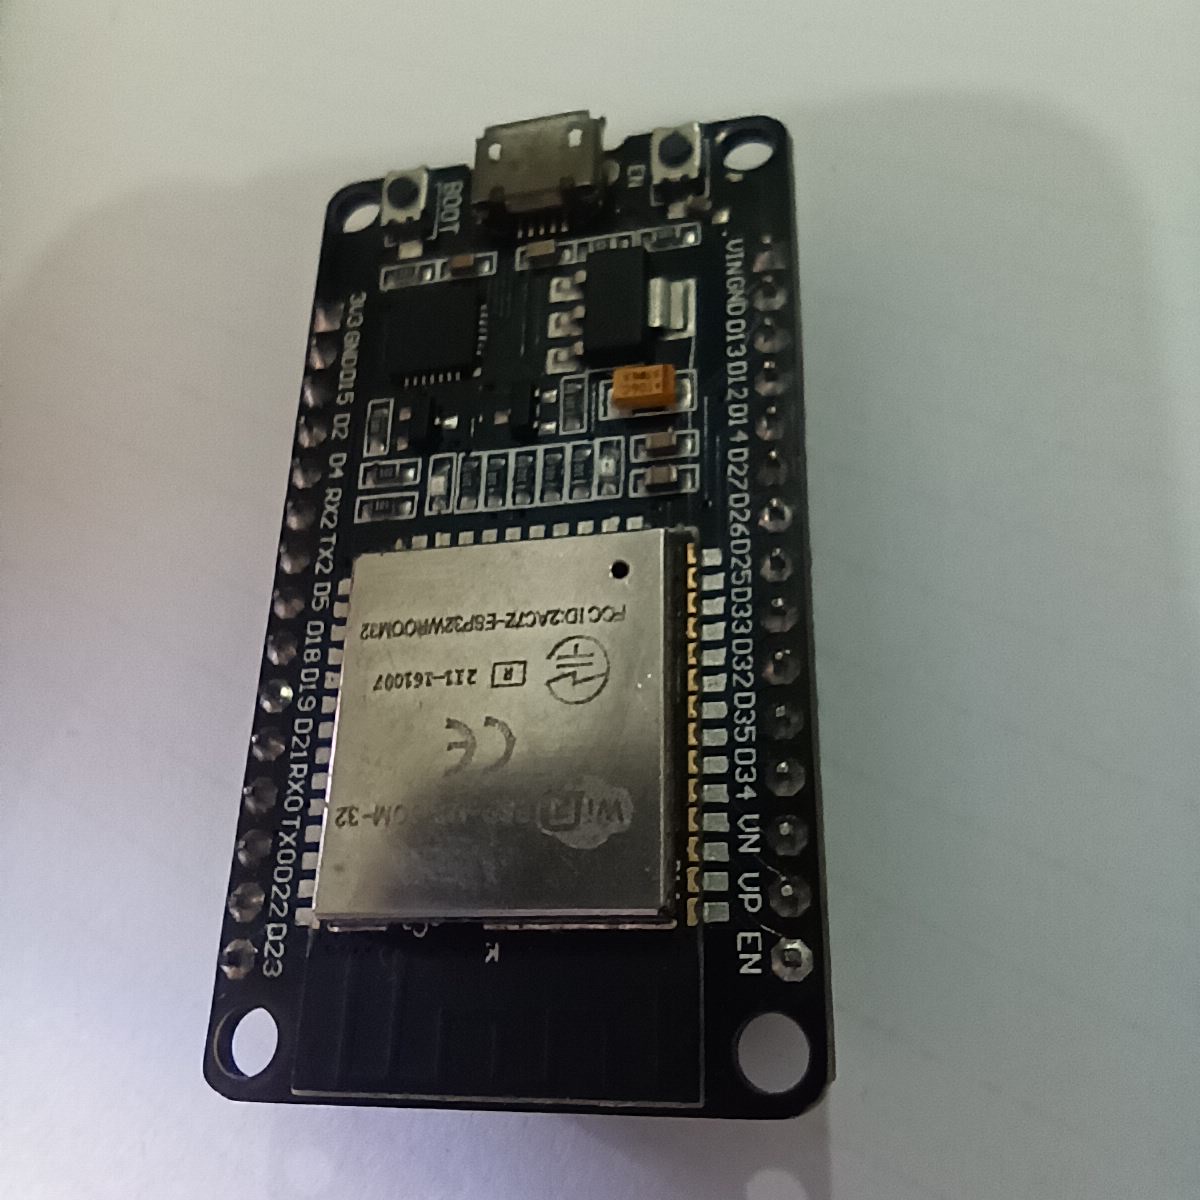 BOOT
EN
3V3 GND D15 D2 D4 RX2 TX2 D5 D18 D19 D21 RX0 TX0 D22 D23
VIN GND D13 D12 D14 D27 D26 D25 D33 D32 D35 D34 VN VP EN
FCC ID:2AC7Z-ESP32WROOM32
R 211-161007
CE
WiFi